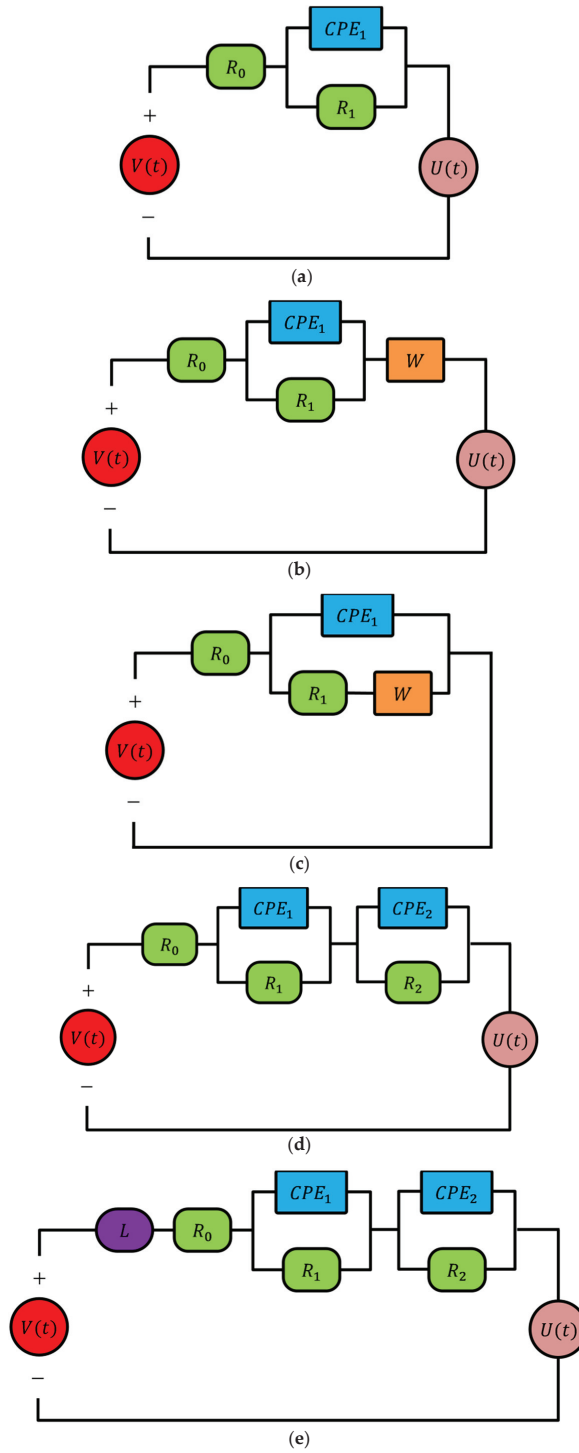 CPE₁
R₀
R₁
+
V(t)
−
U(t)
(a)
CPE₁
R₀
W
R₁
+
V(t)
−
U(t)
(b)
CPE₁
R₀
R₁ W
+
V(t)
−
(c)
CPE₁ CPE₂
R₀
R₁ R₂
+
V(t)
−
U(t)
(d)
CPE₁ CPE₂
L R₀
R₁ R₂
+
V(t)
−
U(t)
(e)